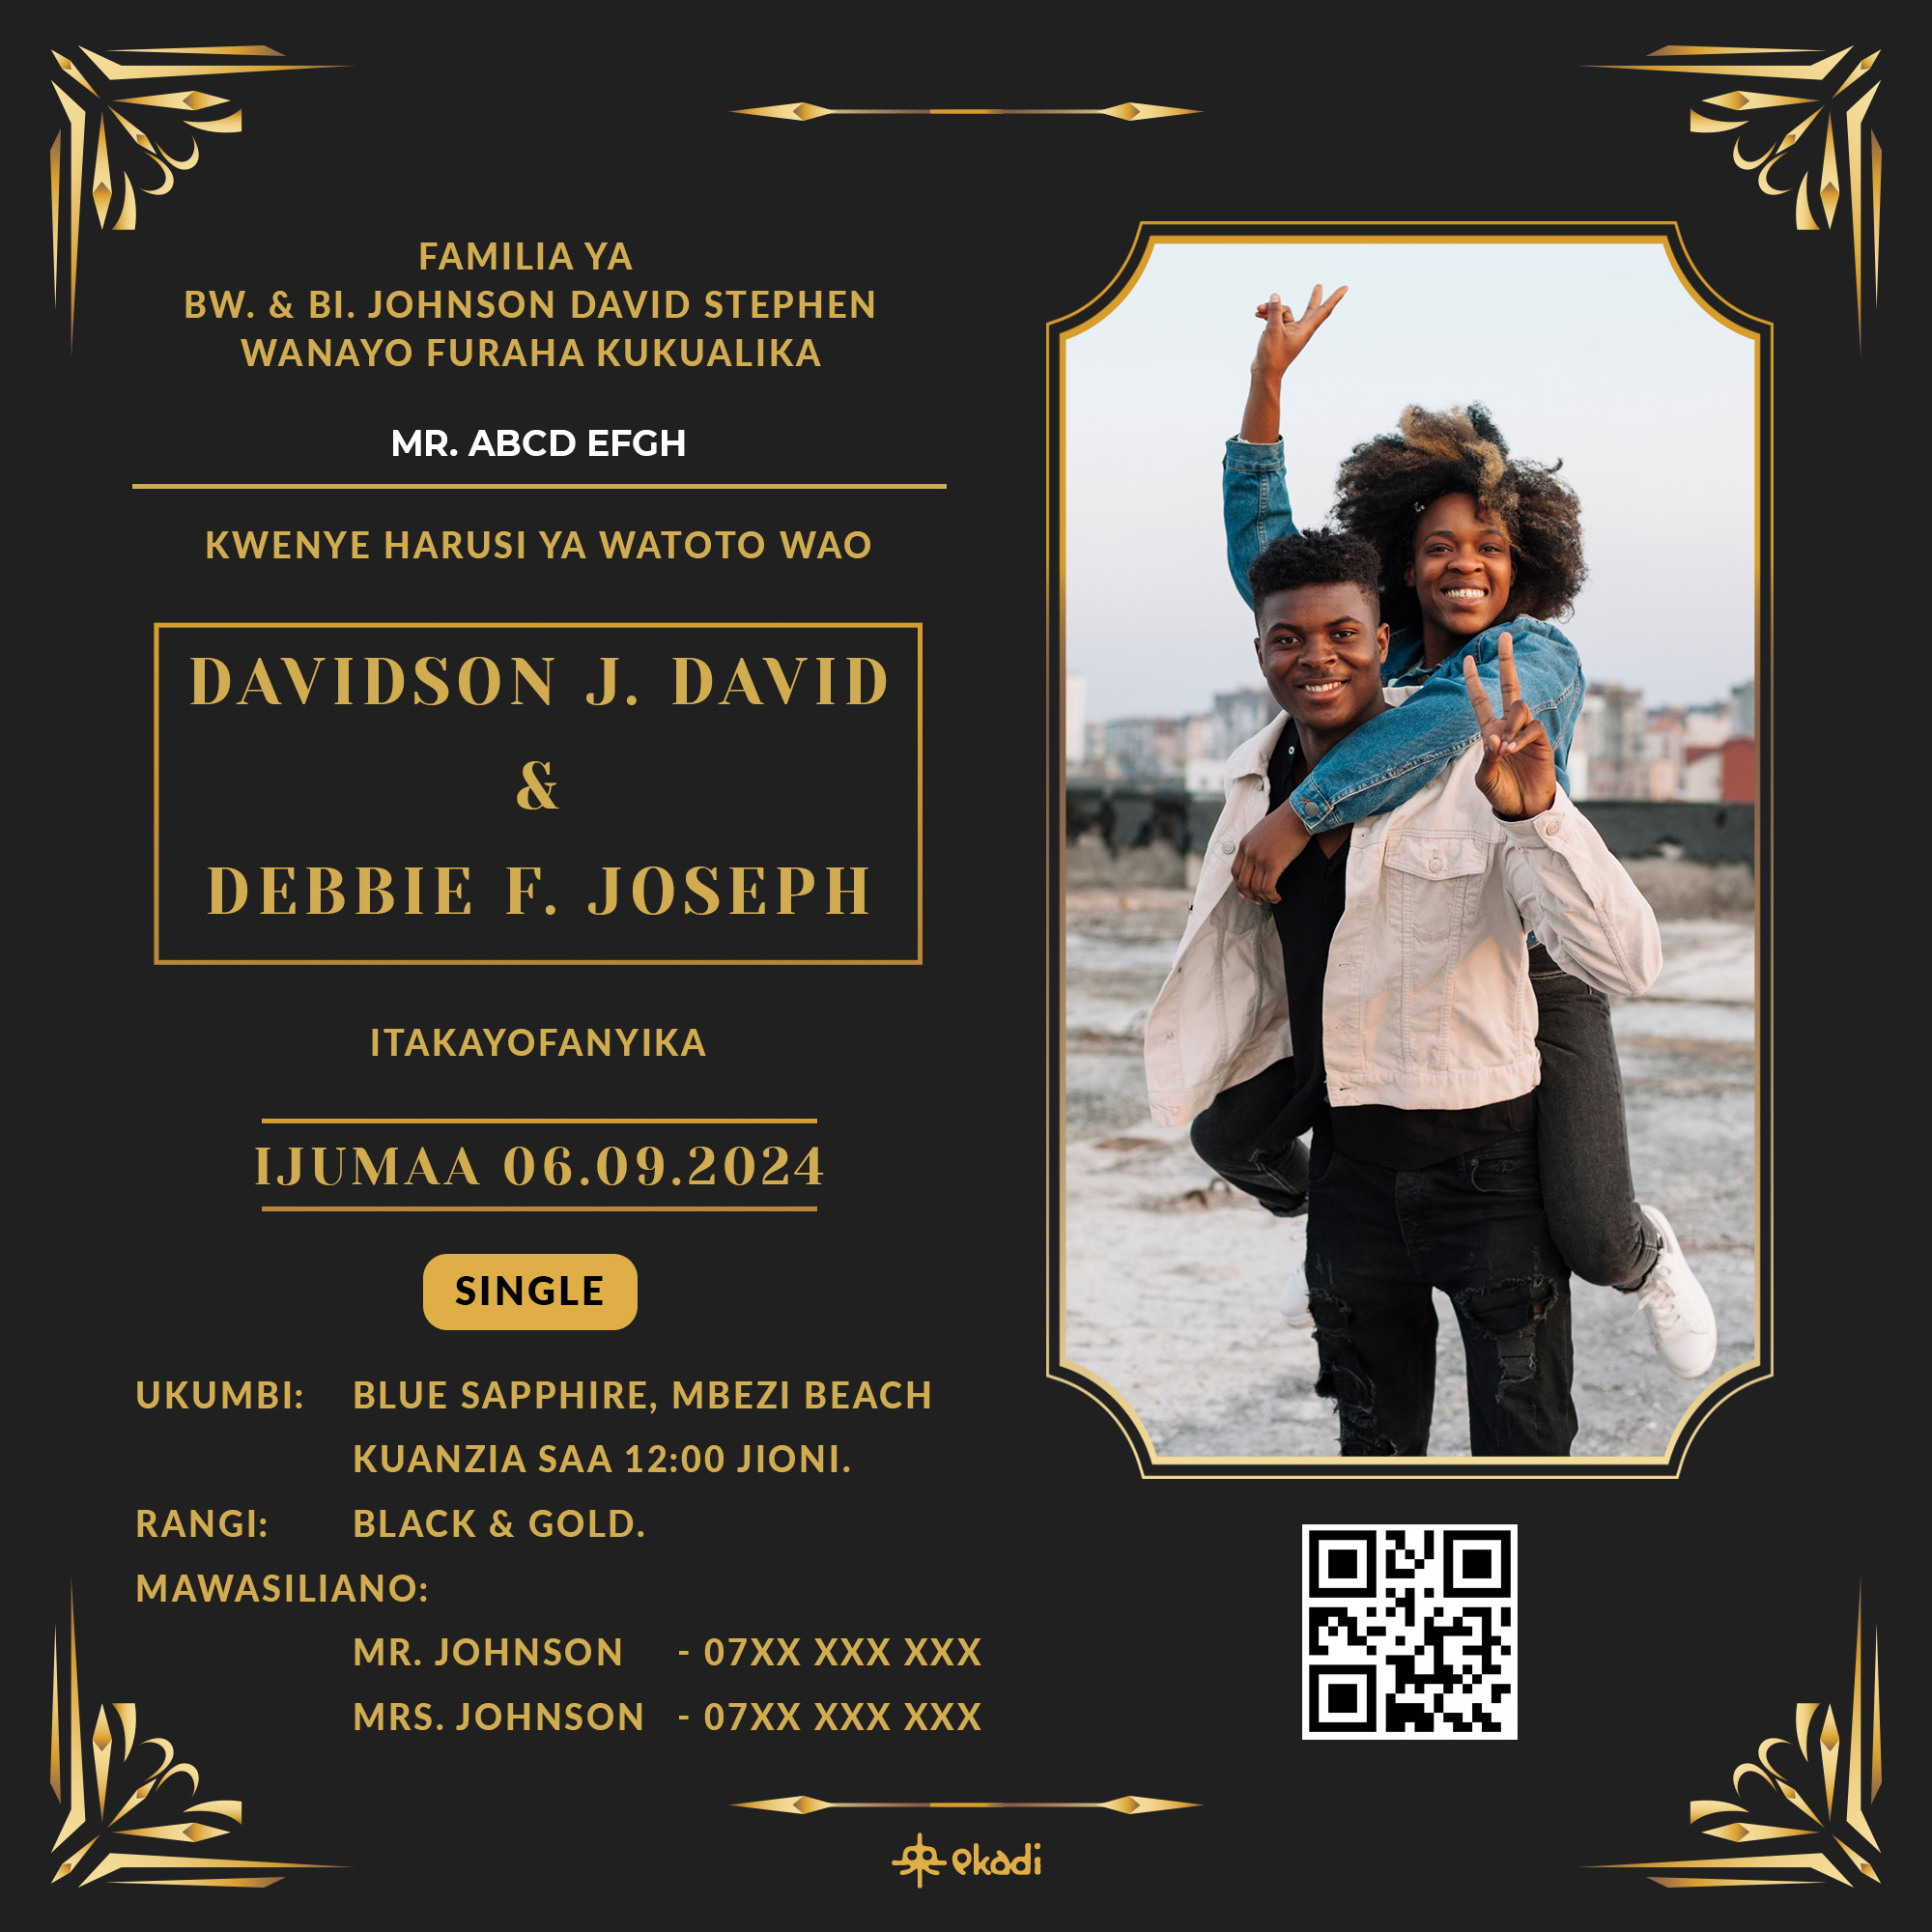 FAMILIA YA
BW. & BI. JOHNSON DAVID STEPHEN
WANAYO FURAHA KUKUALIKA
MR. ABCD EFGH
KWENYE HARUSI YA WATOTO WAO
DAVIDSON J. DAVID
&
DEBBIE F. JOSEPH
ITAKAYOFANYIKA
IJUMAA 06.09.2024
SINGLE
UKUMBI: BLUE SAPPHIRE, MBEZI BEACH
KUANZIA SAA 12:00 JIONI.
RANGI: BLACK & GOLD.
MAWASILIANO:
MR. JOHNSON - 07XX XXX XXX
MRS. JOHNSON - 07XX XXX XXX
ekadi